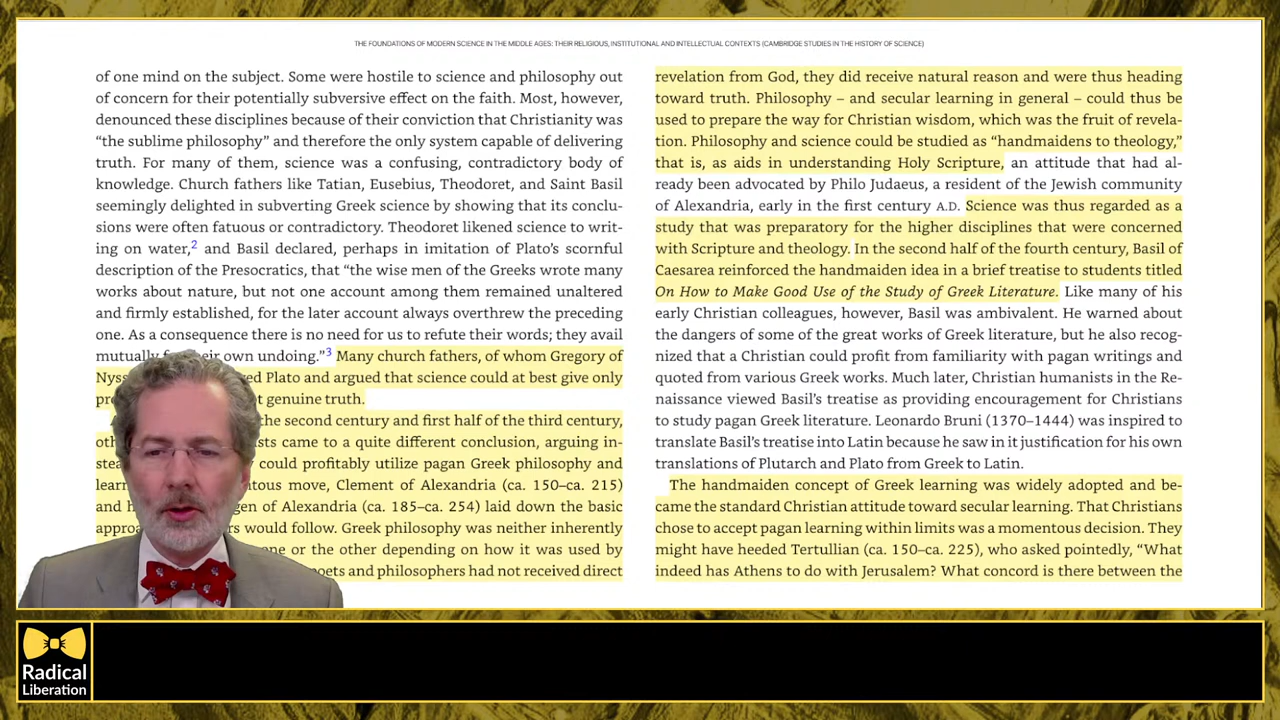 THE FOUNDATIONS OF MODERN SCIENCE IN THE MIDDLE AGES: THEIR RELIGIOUS, INSTITUTIONAL AND INTELLECTUAL CONTEXTS (CAMBRIDGE STUDIES IN THE HISTORY OF SCIENCE)
of one mind on the subject. Some were hostile to science and philosophy out
of concern for their potentially subversive effect on the faith. Most, however,
denounced these disciplines because of their conviction that Christianity was
“the sublime philosophy” and therefore the only system capable of delivering
truth. For many of them, science was a confusing, contradictory body of
knowledge. Church fathers like Tatian, Eusebius, Theodoret, and Saint Basil
seemingly delighted in subverting Greek science by showing that its conclu-
sions were often fatuous or contradictory. Theodoret likened science to writ-
ing on water,2 and Basil declared, perhaps in imitation of Plato’s scornful
description of the Presocratics, that “the wise men of the Greeks wrote many
works about nature, but not one account among them remained unaltered
and firmly established, for the later account always overthrew the preceding
one. As a consequence there is no need for us to refute their words; they avail
mutually their own undoing.”3 Many church fathers, of whom Gregory of
Plato and argued that science could at best give only
genuine truth.
the second century and first half of the third century,
came to a quite different conclusion, arguing in-
could profitably utilize pagan Greek philosophy and
move, Clement of Alexandria (ca. 150–ca. 215)
and of Alexandria (ca. 185–ca. 254) laid down the basic
would follow. Greek philosophy was neither inherently
or the other depending on how it was used by
poets and philosophers had not received direct
revelation from God, they did receive natural reason and were thus heading
toward truth. Philosophy – and secular learning in general – could thus be
used to prepare the way for Christian wisdom, which was the fruit of revela-
tion. Philosophy and science could be studied as “handmaidens to theology,”
that is, as aids in understanding Holy Scripture, an attitude that had al-
ready been advocated by Philo Judaeus, a resident of the Jewish community
of Alexandria, early in the first century A.D. Science was thus regarded as a
study that was preparatory for the higher disciplines that were concerned
with Scripture and theology. In the second half of the fourth century, Basil of
Caesarea reinforced the handmaiden idea in a brief treatise to students titled
On How to Make Good Use of the Study of Greek Literature. Like many of his
early Christian colleagues, however, Basil was ambivalent. He warned about
the dangers of some of the great works of Greek literature, but he also recog-
nized that a Christian could profit from familiarity with pagan writings and
quoted from various Greek works. Much later, Christian humanists in the Re-
naissance viewed Basil’s treatise as providing encouragement for Christians
to study pagan Greek literature. Leonardo Bruni (1370–1444) was inspired to
translate Basil’s treatise into Latin because he saw in it justification for his own
translations of Plutarch and Plato from Greek to Latin.
The handmaiden concept of Greek learning was widely adopted and be-
came the standard Christian attitude toward secular learning. That Christians
chose to accept pagan learning within limits was a momentous decision. They
might have heeded Tertullian (ca. 150–ca. 225), who asked pointedly, “What
indeed has Athens to do with Jerusalem? What concord is there between the
Radical
Liberation